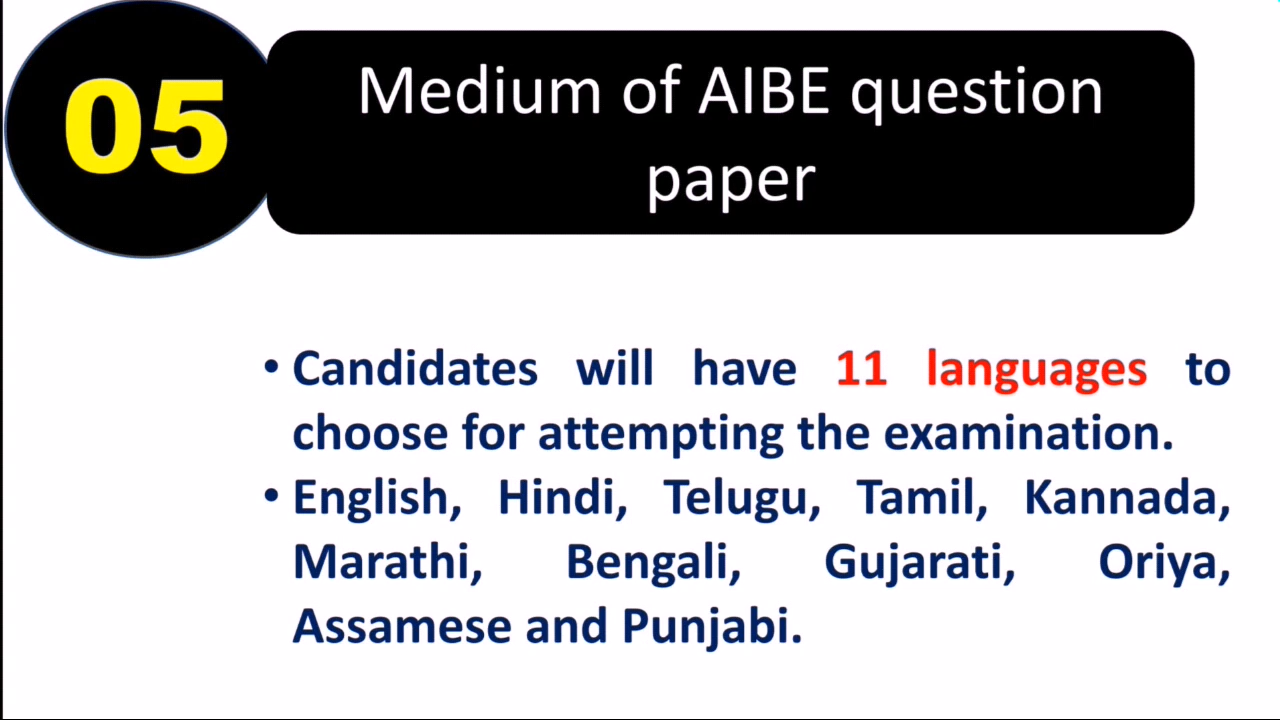 05
Medium of AIBE question
paper
• Candidates will have 11 languages to
choose for attempting the examination.
• English, Hindi, Telugu, Tamil, Kannada,
Marathi, Bengali, Gujarati, Oriya,
Assamese and Punjabi.